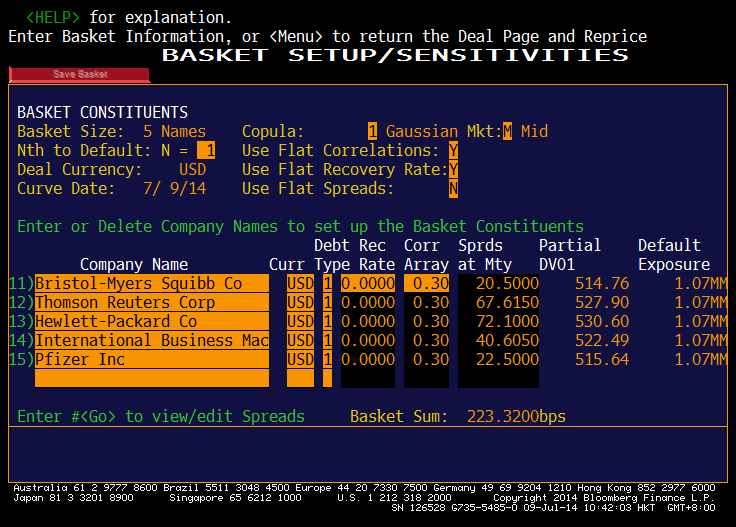 <HELP> for explanation.
Enter Basket Information, or <Menu> to return the Deal Page and Reprice
BASKET SETUP/SENSITIVITIES
Save Basket
BASKET CONSTITUENTS
Basket Size: 5 Names Copula: 1 Gaussian Mkt:M Mid
Nth to Default: N = 1 Use Flat Correlations: Y
Deal Currency: USD Use Flat Recovery Rate:Y
Curve Date: 7/ 9/14 Use Flat Spreads: N
Enter or Delete Company Names to set up the Basket Constituents
Debt Rec Corr Sprds Partial Default
Company Name Curr Type Rate Array at Mty DV01 Exposure
11)Bristol-Myers Squibb Co USD 1 0.0000 0.30 20.5000 514.76 1.07MM
12)Thomson Reuters Corp USD 1 0.0000 0.30 67.6150 527.90 1.07MM
13)Hewlett-Packard Co USD 1 0.0000 0.30 72.1000 530.60 1.07MM
14)International Business Mac USD 1 0.0000 0.30 40.6050 522.49 1.07MM
15)Pfizer Inc USD 1 0.0000 0.30 22.5000 515.64 1.07MM
Enter #<Go> to view/edit Spreads Basket Sum: 223.3200bps
Australia 61 2 9777 8600 Brazil 5511 3048 4500 Europe 44 20 7330 7500 Germany 49 69 9204 1210 Hong Kong 852 2977 6000
Japan 81 3 3201 8900 Singapore 65 6212 1000 U.S. 1 212 318 2000 Copyright 2014 Bloomberg Finance L.P.
SN 126528 G735-5485-0 09-Jul-14 10:42:03 HKT GMT+8:00